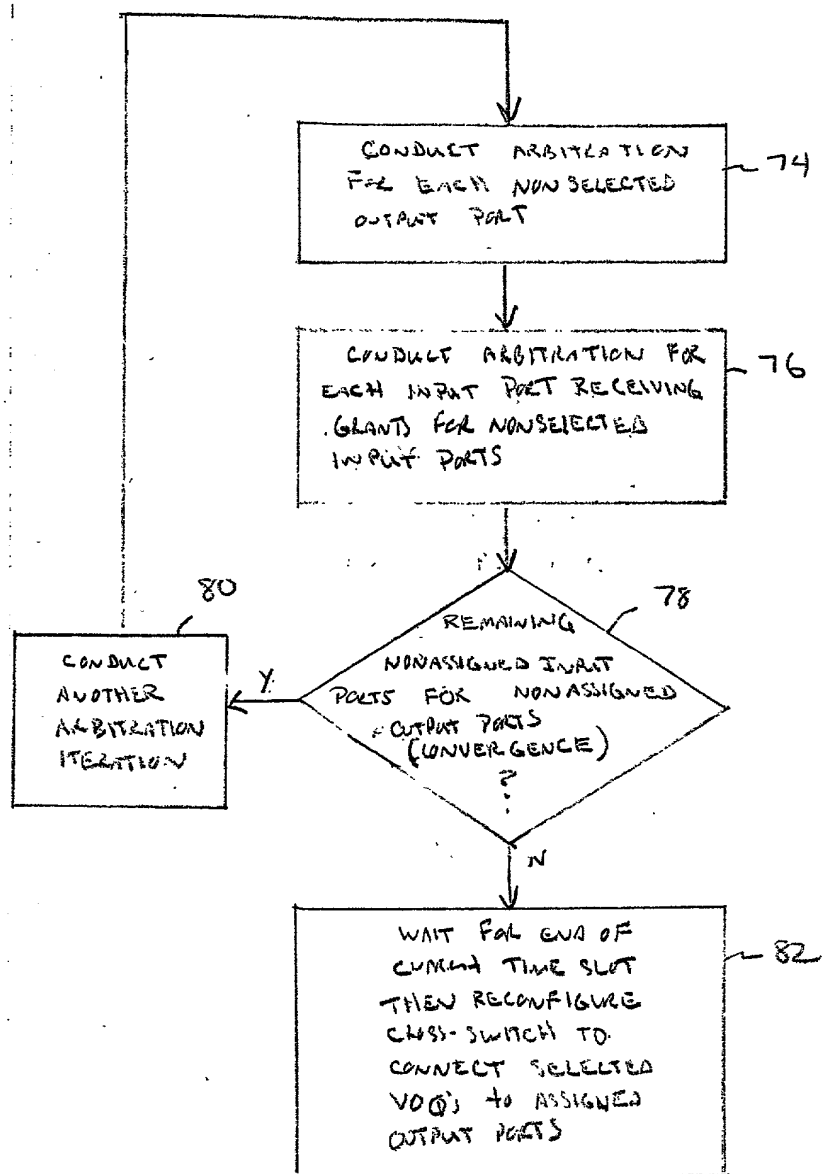 CONDUCT ARBITRATION
FOR EACH NONSELECTED
OUTPUT PORT
74
CONDUCT ARBITRATION FOR
EACH INPUT PORT RECEIVING
GRANTS FOR NONSELECTED
INPUT PORTS
76
80
CONDUCT
ANOTHER
ARBITRATION
ITERATION
Y
78
REMAINING
NONASSIGNED INPUT
PORTS FOR NONASSIGNED
OUTPUT PORTS
(CONVERGENCE)
?
N
WAIT FOR END OF
CURRENT TIME SLOT
THEN RECONFIGURE
CROSS-SWITCH TO
CONNECT SELECTED
VOQ's to ASSIGNED
OUTPUT PORTS
82